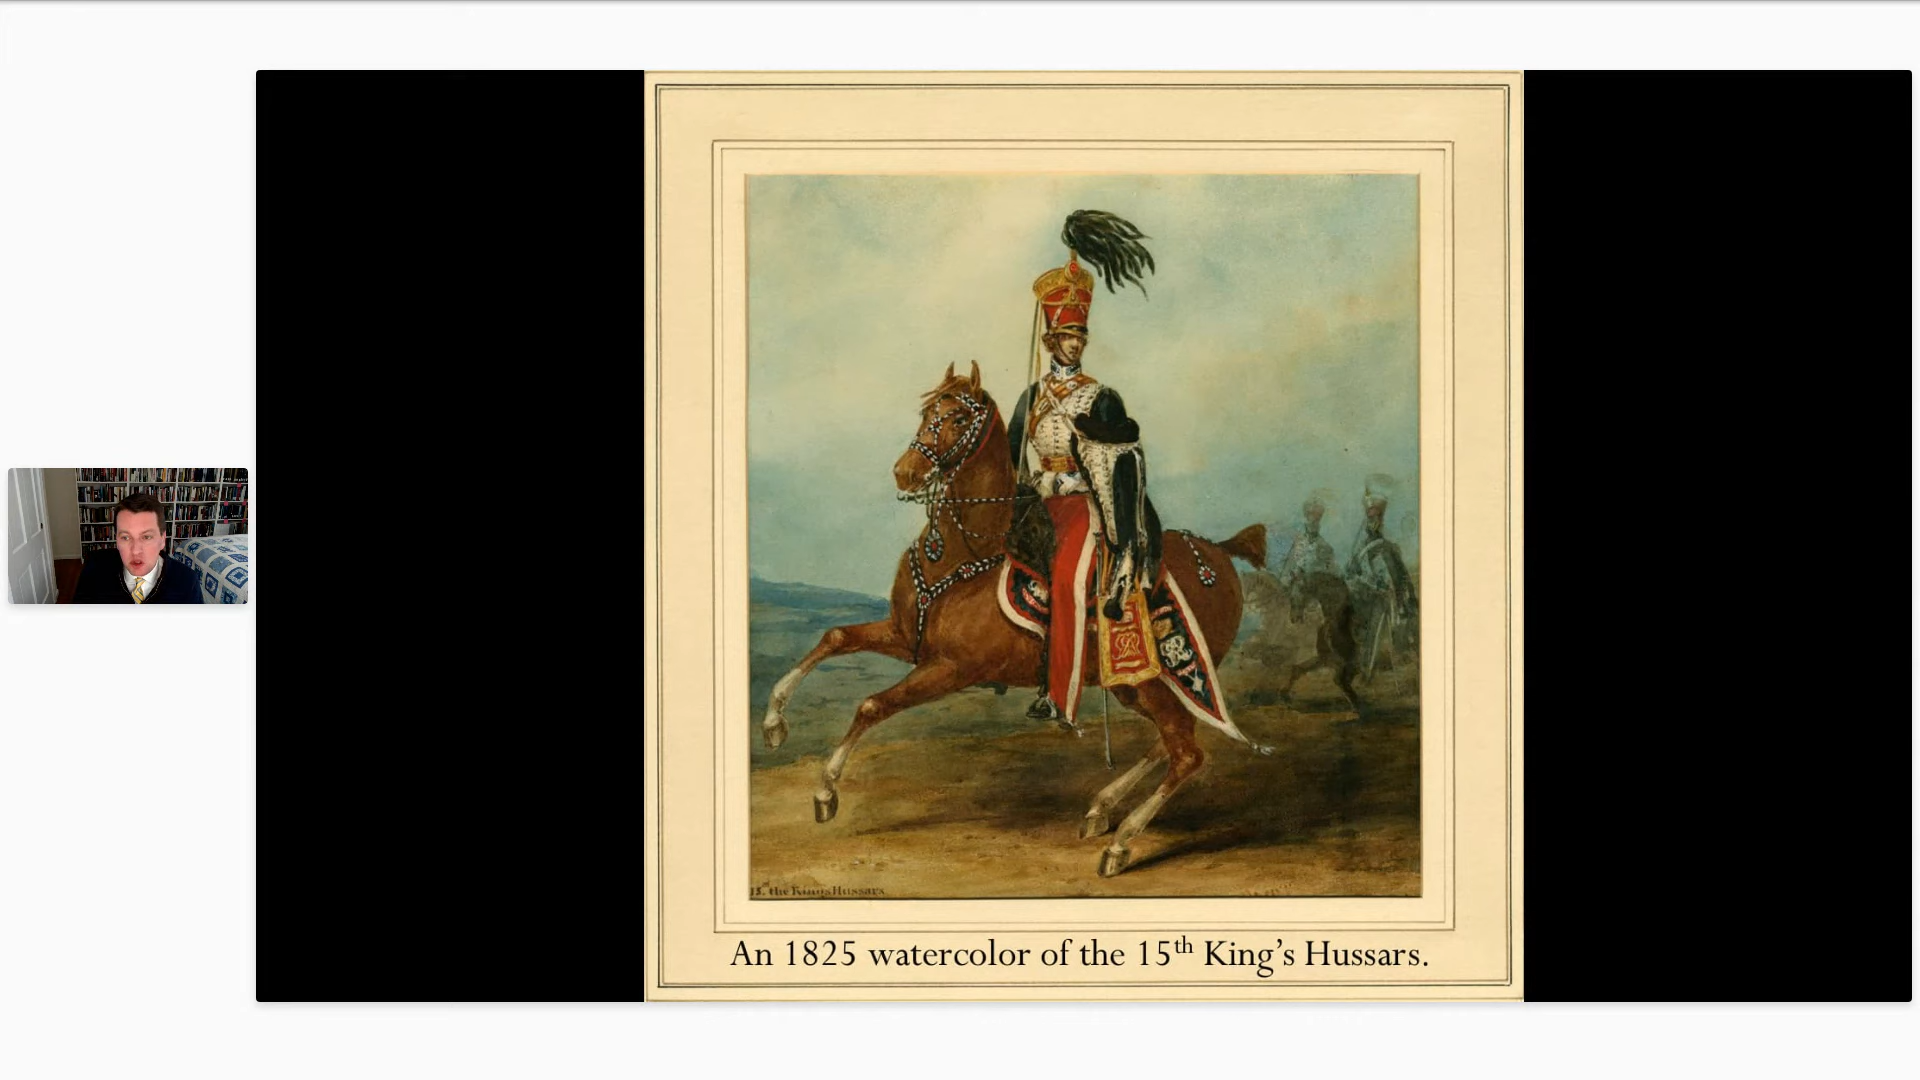 15. the Kings Hussars
An 1825 watercolor of the 15th King's Hussars.